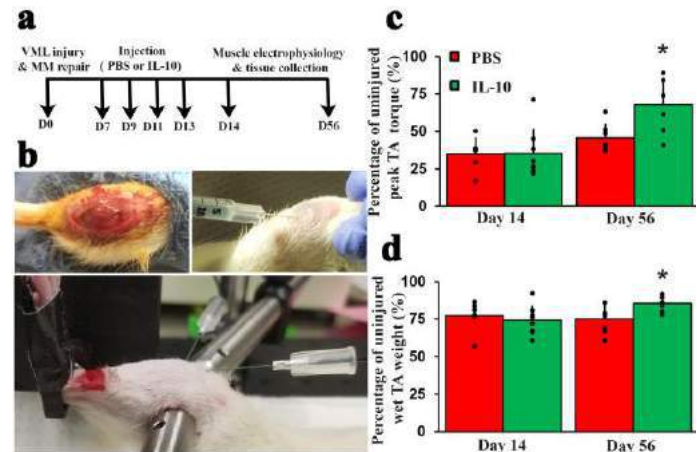 a
VML injury
& MM repair
Injection
( PBS or IL-10)
Muscle electrophysiology
& tissue collection
D0
D7
D9
D11
D13
D14
D56
b
c
Percentage of uninjured
peak TA torque (%)
100
75
50
25
0
PBS
IL-10
*
Day 14
Day 56
d
Percentage of uninjured
wet TA weight (%)
100
75
50
25
0
*
Day 14
Day 56